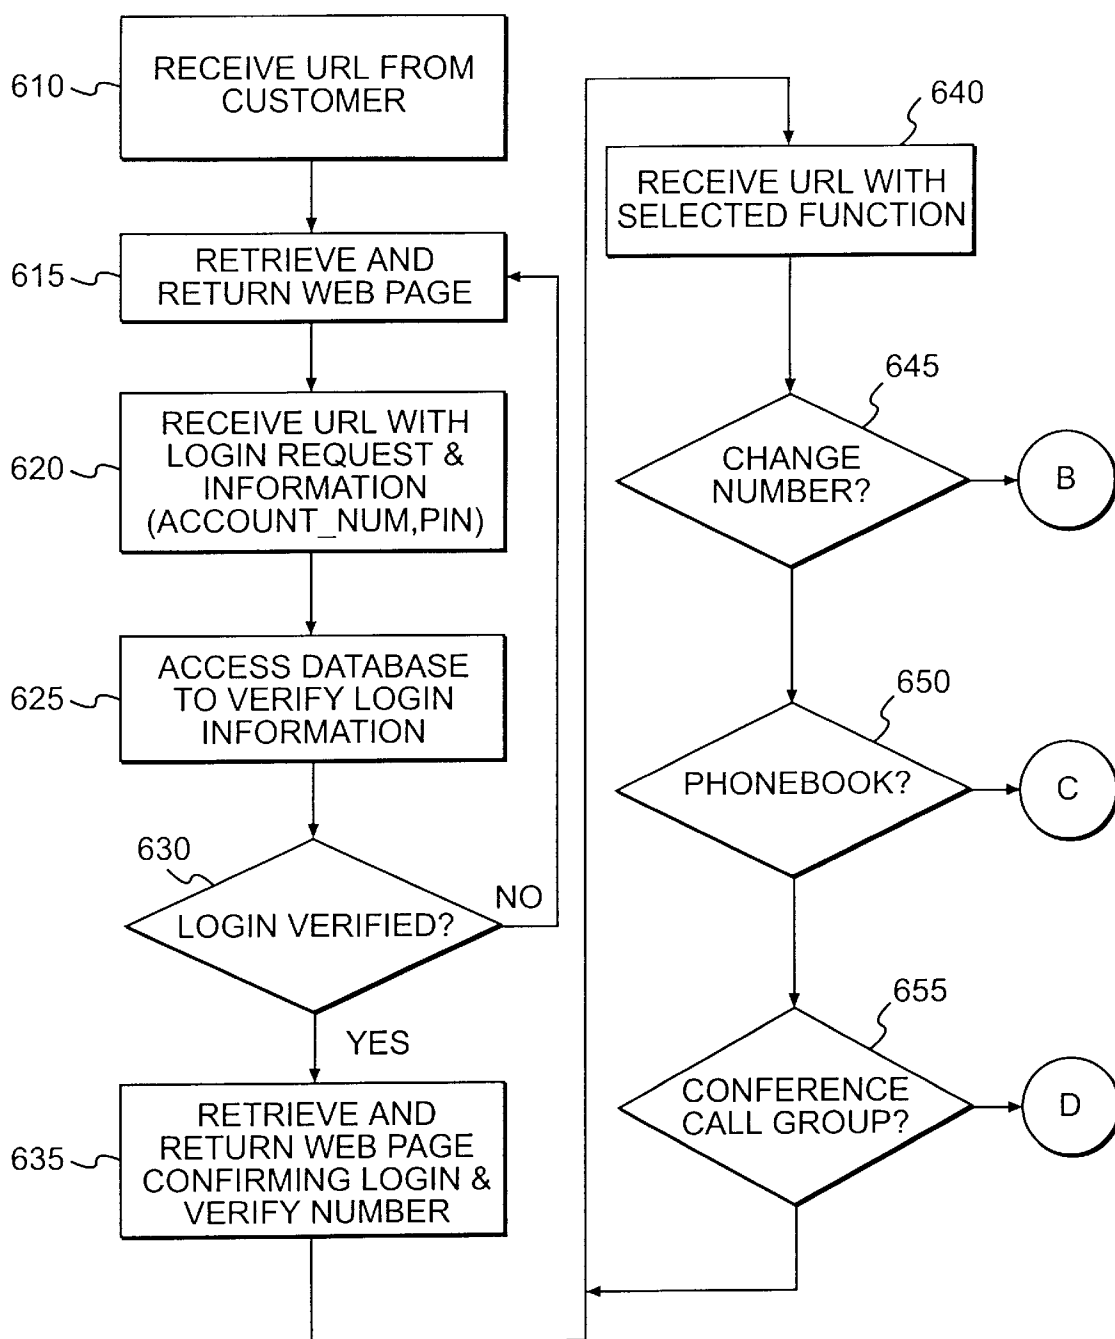 610
RECEIVE URL FROM
CUSTOMER
615
RETRIEVE AND
RETURN WEB PAGE
620
RECEIVE URL WITH
LOGIN REQUEST &
INFORMATION
(ACCOUNT_NUM,PIN)
625
ACCESS DATABASE
TO VERIFY LOGIN
INFORMATION
630
LOGIN VERIFIED?
NO
YES
635
RETRIEVE AND
RETURN WEB PAGE
CONFIRMING LOGIN &
VERIFY NUMBER
640
RECEIVE URL WITH
SELECTED FUNCTION
645
CHANGE
NUMBER?
B
650
PHONEBOOK?
C
655
CONFERENCE
CALL GROUP?
D